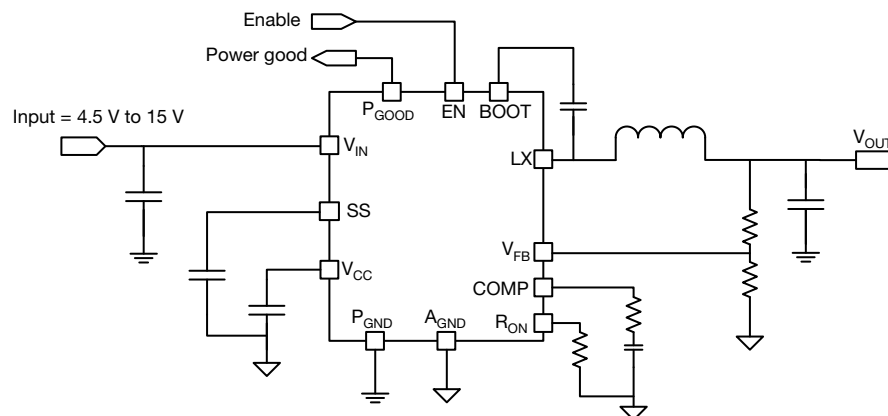 Enable
Power good
PGOOD
EN
BOOT
Input = 4.5 V to 15 V
VIN
LX
VOUT
SS
VFB
VCC
COMP
PGND
AGND
RON